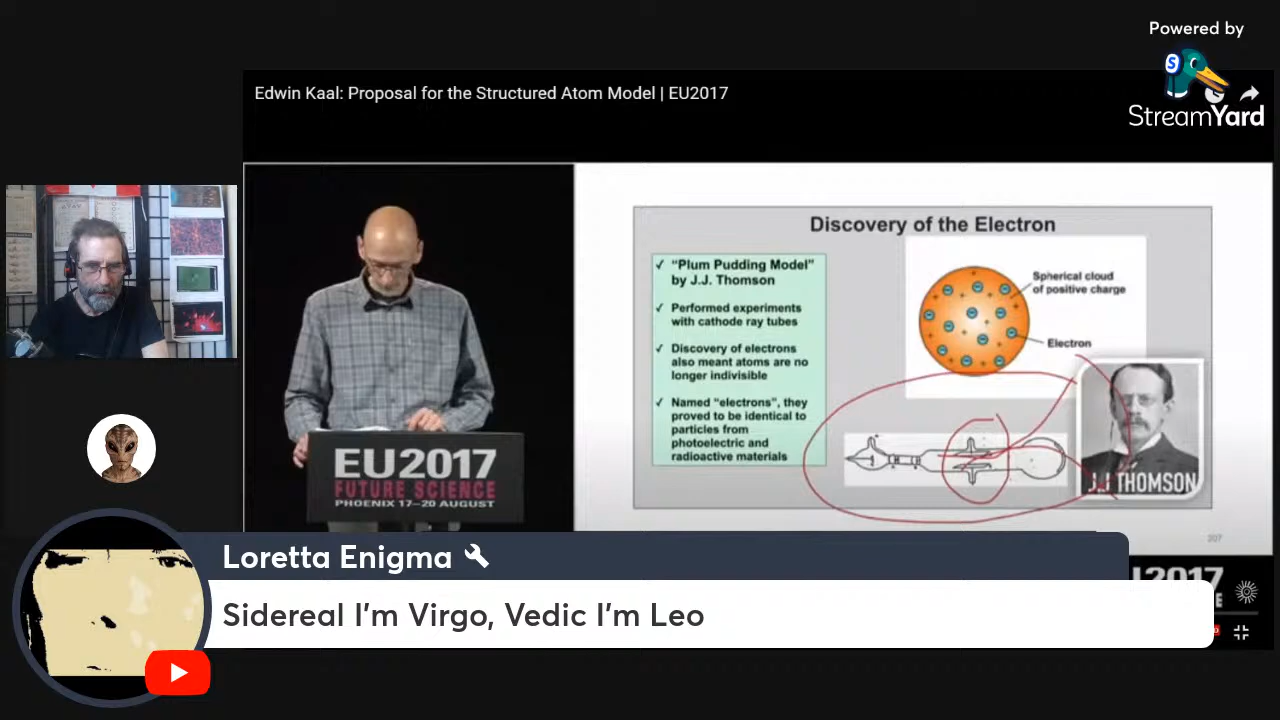 Powered by
S
StreamYard
Edwin Kaal: Proposal for the Structured Atom Model | EU2017
Discovery of the Electron
✓ “Plum Pudding Model”
by J.J. Thomson
✓ Performed experiments
with cathode ray tubes
✓ Discovery of electrons
also meant atoms are no
longer indivisible
✓ Named “electrons”, they
proved to be identical to
particles from
photoelectric and
radioactive materials
Spherical cloud
of positive charge
Electron
J.J THOMSON
207
EU2017
FUTURE SCIENCE
PHOENIX 17–20 AUGUST
Loretta Enigma
Sidereal I'm Virgo, Vedic I'm Leo